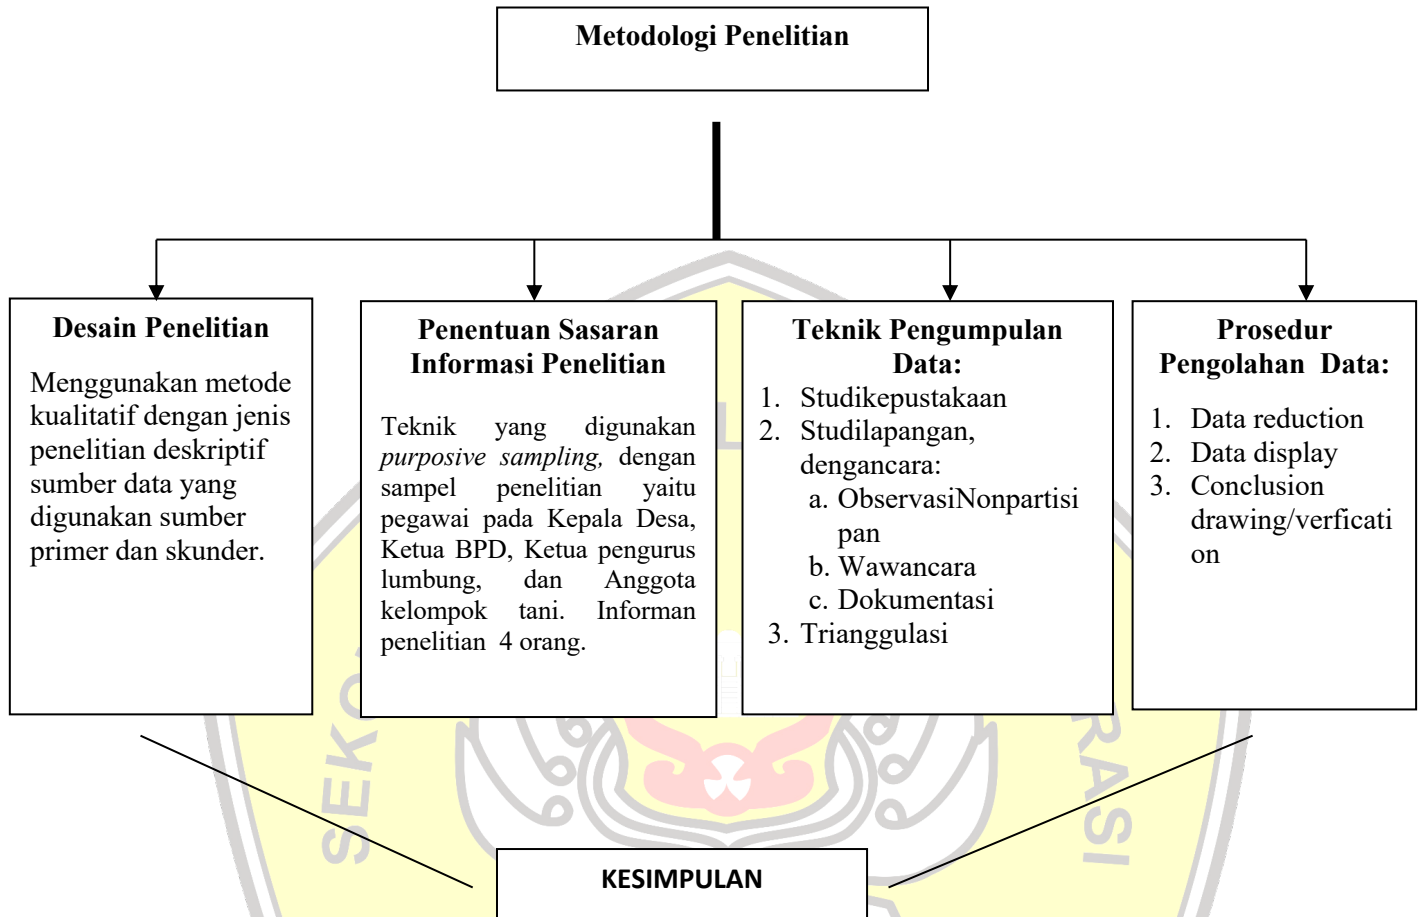 Metodologi Penelitian
Desain Penelitian
Menggunakan metode
kualitatif dengan jenis
penelitian deskriptif
sumber data yang
digunakan sumber
primer dan skunder.
Penentuan Sasaran
Informasi Penelitian
Teknik yang digunakan
purposive sampling, dengan
sampel penelitian yaitu
pegawai pada Kepala Desa,
Ketua BPD, Ketua pengurus
lumbung, dan Anggota
kelompok tani. Informan
penelitian 4 orang.
Teknik Pengumpulan
Data:
1. Studikepustakaan
2. Studilapangan,
dengancara:
a. ObservasiNonpartisi
pan
b. Wawancara
c. Dokumentasi
3. Trianggulasi
Prosedur
Pengolahan Data:
1. Data reduction
2. Data display
3. Conclusion
drawing/verficati
on
KESIMPULAN